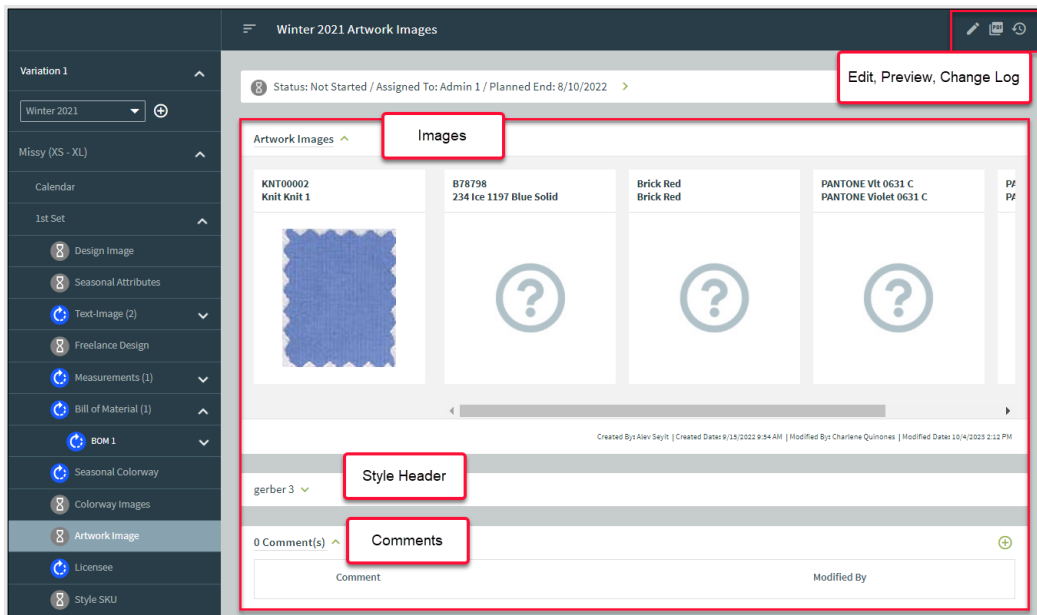 Winter 2021 Artwork Images
PDF
Edit, Preview, Change Log
Variation 1
Winter 2021
Missy (XS - XL)
Calendar
1st Set
Design Image
Seasonal Attributes
Text-Image (2)
Freelance Design
Measurements (1)
Bill of Material (1)
BOM 1
Seasonal Colorway
Colorway Images
Artwork Image
Licensee
Style SKU
Status: Not Started / Assigned To: Admin 1 / Planned End: 8/10/2022
Artwork Images
Images
KNT00002
Knit Knit 1
B78798
234 Ice 1197 Blue Solid
Brick Red
Brick Red
PANTONE Vlt 0631 C
PANTONE Violet 0631 C
PA
PA
Created By: Alev Seyit | Created Date: 9/15/2022 9:54 AM | Modified By: Charlene Quinones | Modified Date: 10/4/2023 2:12 PM
Style Header
gerber 3
0 Comment(s)
Comments
Comment Modified By